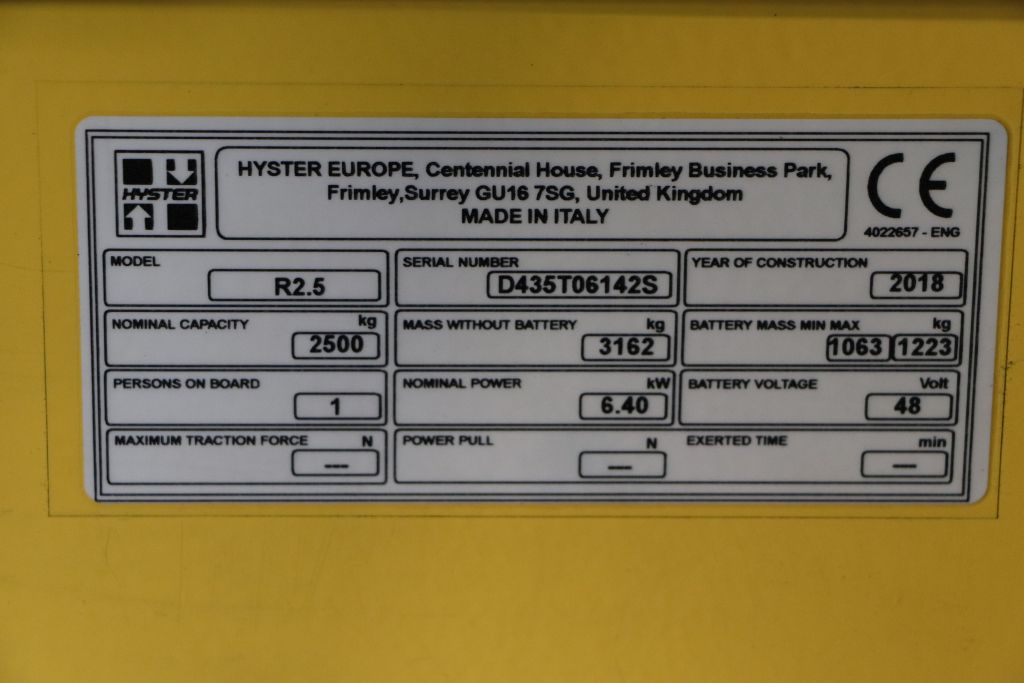 HYSTER
HYSTER EUROPE, Centennial House, Frimley Business Park,
Frimley,Surrey GU16 7SG, United Kingdom
MADE IN ITALY
CE
4022657 - ENG
MODEL
R2.5
SERIAL NUMBER
D435T06142S
YEAR OF CONSTRUCTION
2018
NOMINAL CAPACITY kg
2500
MASS WITHOUT BATTERY kg
3162
BATTERY MASS MIN MAX kg
1063 1223
PERSONS ON BOARD
1
NOMINAL POWER kW
6.40
BATTERY VOLTAGE Volt
48
MAXIMUM TRACTION FORCE N
---
POWER PULL N
---
EXERTED TIME min
---